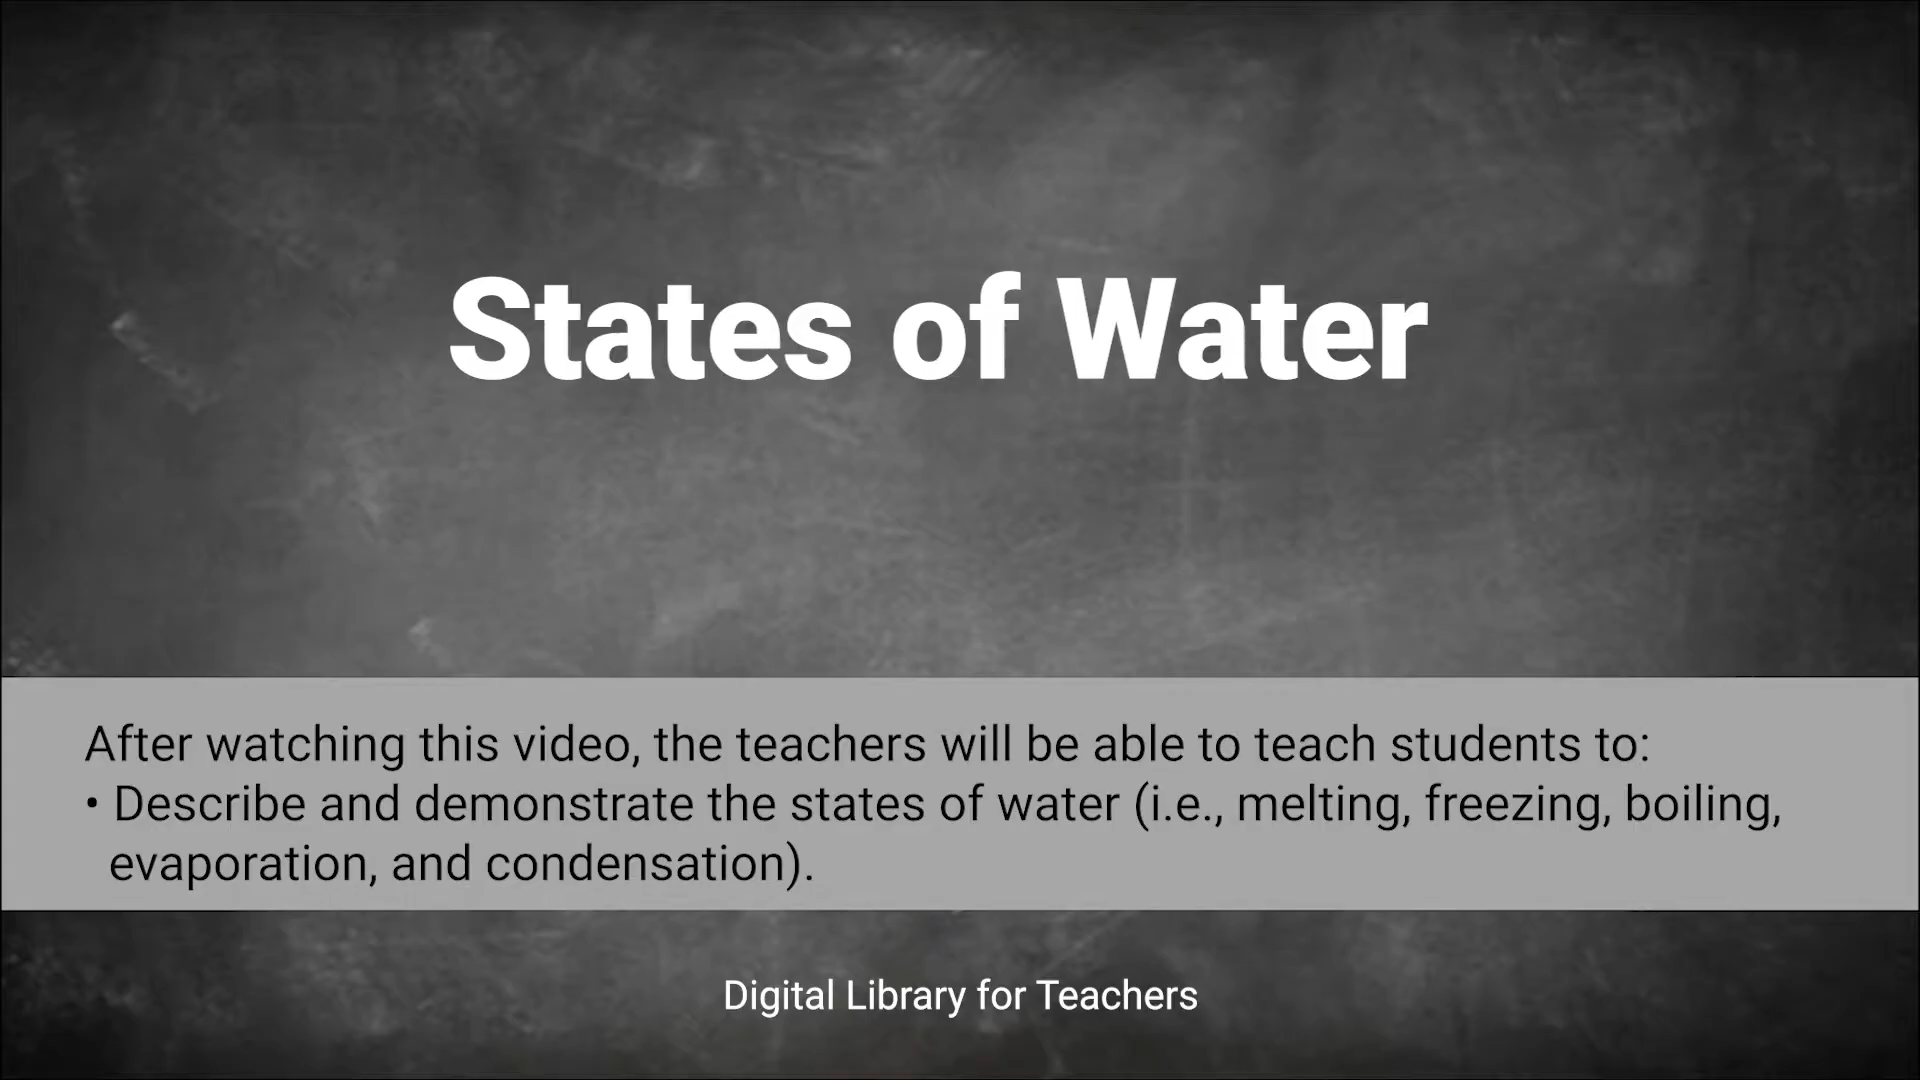 States of Water
After watching this video, the teachers will be able to teach students to:
• Describe and demonstrate the states of water (i.e., melting, freezing, boiling,
evaporation, and condensation).
Digital Library for Teachers